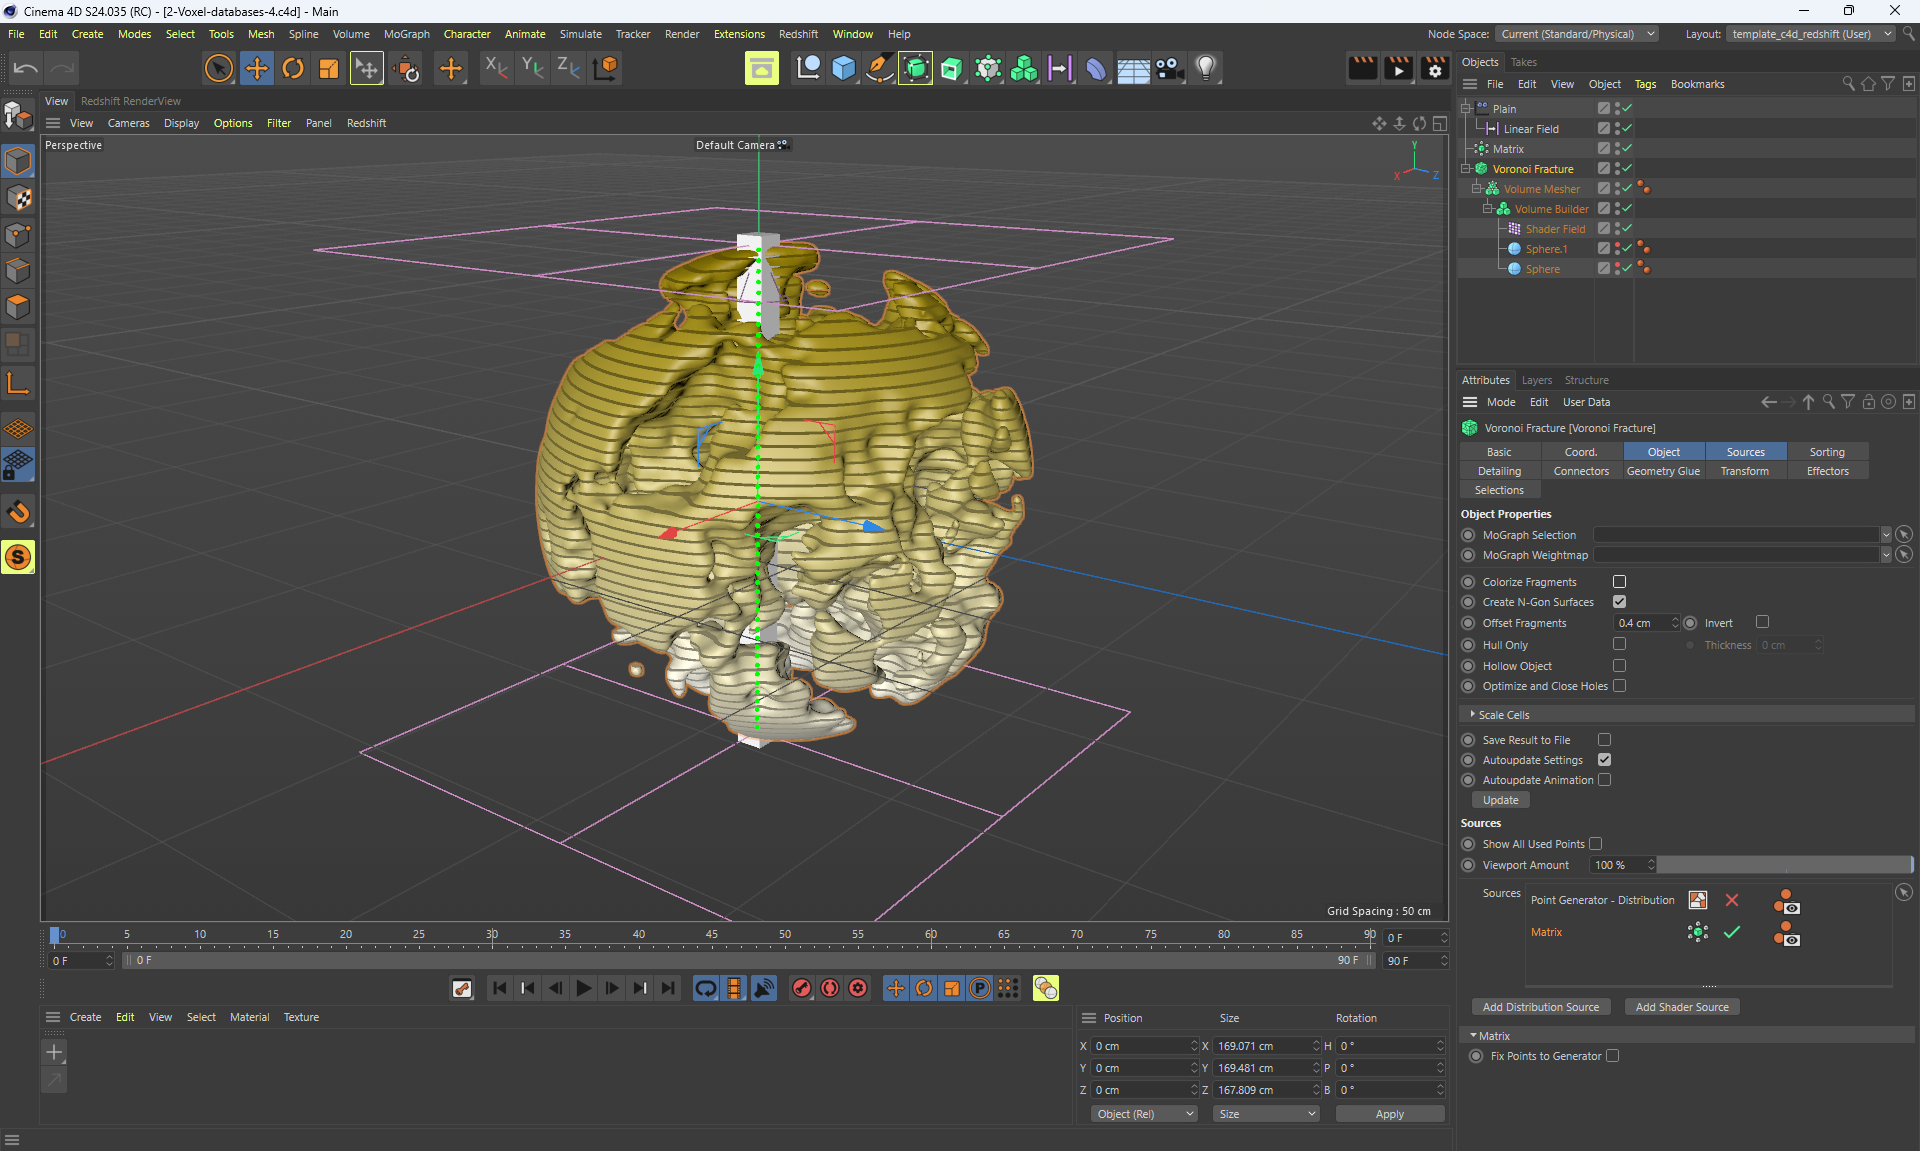 Cinema 4D S24.035 (RC) - [2-Voxel-databases-4.c4d] - Main
File Edit Create Modes Select Tools Mesh Spline Volume MoGraph Character Animate Simulate Tracker Render Extensions Redshift Window Help
Node Space: Current (Standard/Physical) Layout: template_c4d_redshift (User)
X Y Z
Objects Takes
File Edit View Object Tags Bookmarks
View Redshift RenderView
View Cameras Display Options Filter Panel Redshift
Perspective
Default Camera
Y
X Z
Plain
Linear Field
Matrix
Voronoi Fracture
Volume Mesher
Volume Builder
Shader Field
Sphere.1
Sphere
Attributes Layers Structure
Mode Edit User Data
Voronoi Fracture [Voronoi Fracture]
Basic Coord. Object Sources Sorting
Detailing Connectors Geometry Glue Transform Effectors
Selections
Object Properties
MoGraph Selection
MoGraph Weightmap
Colorize Fragments
Create N-Gon Surfaces
Offset Fragments 0.4 cm Invert
Hull Only Thickness 0 cm
Hollow Object
Optimize and Close Holes
Scale Cells
Save Result to File
Autoupdate Settings
Autoupdate Animation
Update
Sources
Show All Used Points
Viewport Amount 100 %
Sources Point Generator - Distribution
Matrix
Add Distribution Source Add Shader Source
Matrix
Fix Points to Generator
Grid Spacing : 50 cm
0 5 10 15 20 25 30 35 40 45 50 55 60 65 70 75 80 85 90 0 F
0 F 0 F 90 F 90 F
P
S
Create Edit View Select Material Texture
Position Size Rotation
X 0 cm X 169.071 cm H 0 °
Y 0 cm Y 169.481 cm P 0 °
Z 0 cm Z 167.809 cm B 0 °
Object (Rel) Size Apply